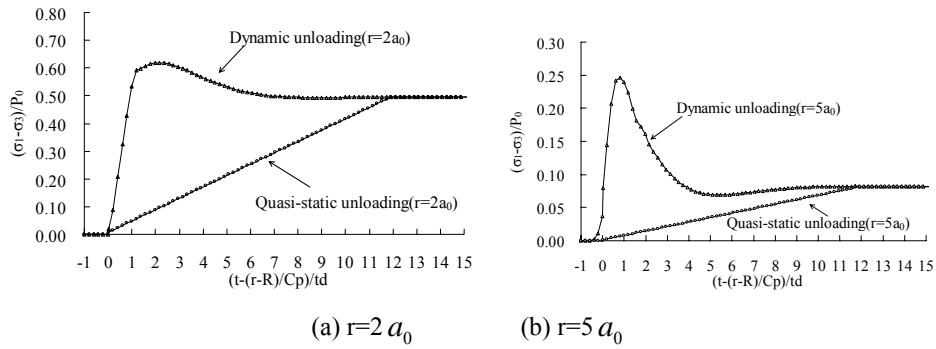 0.80
0.70
0.60
0.50
0.40
0.30
0.20
0.10
0.00
(σ₁-σ₃)/P₀
Dynamic unloading(r=2a₀)
Quasi-static unloading(r=2a₀)
-1 0 1 2 3 4 5 6 7 8 9 10 11 12 13 14 15
(t-(r-R)/Cp)/td
(a) r=2 a₀
0.30
0.25
0.20
0.15
0.10
0.05
0.00
(σ₁-σ₃)/P₀
Dynamic unloading(r=5a₀)
Quasi-static unloading(r=5a₀)
-1 0 1 2 3 4 5 6 7 8 9 10 11 12 13 14 15
(t-(r-R)/Cp)/td
(b) r=5 a₀